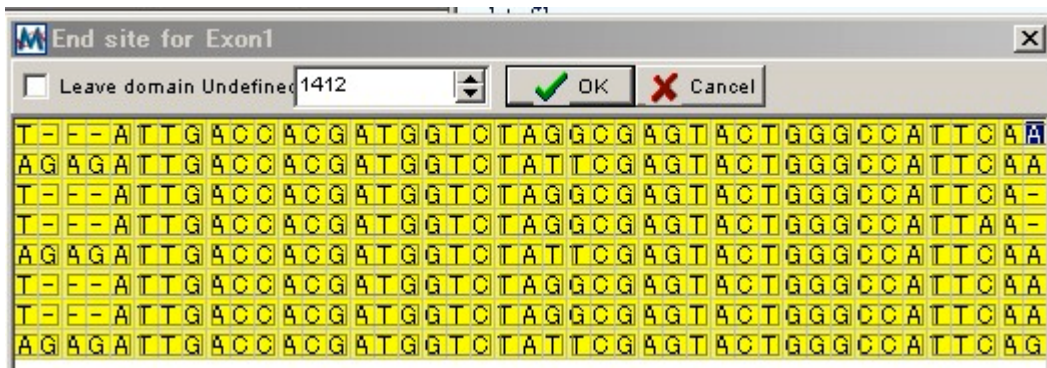 End site for Exon1
Leave domain Undefined 1412 OK Cancel
T---ATTGACCACGATGGTCTAGGCGAGTACTGGGCCATTCAA
AGAGATTGACCACGATGGTCTATTCGAGTACTGGGCCATTCAA
T---ATTGACCACGATGGTCTAGGCGAGTACTGGGCCATTCA-
T---ATTGACCACGATGGTCTAGGCGAGTACTGGGCCATTAA-
AGAGATTGACCACGATGGTCTATTCGAGTACTGGGCCATTCAA
T---ATTGACCACGATGGTCTAGGCGAGTACTGGGCCATTCAA
T---ATTGACCACGATGGTCTAGGCGAGTACTGGGCCATTCAA
AGAGATTGACCACGATGGTCTATTCGAGTACTGGGCCATTCAG